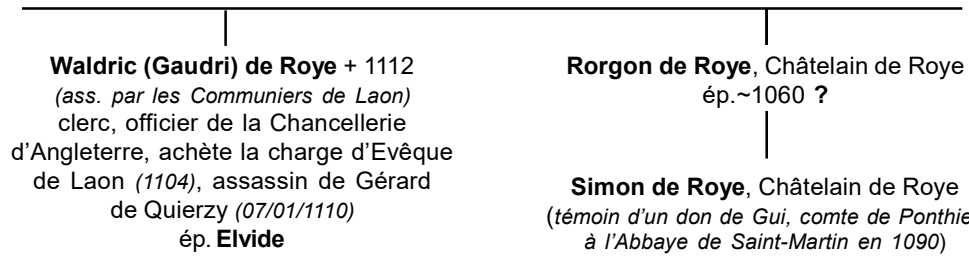 Waldric (Gaudri) de Roye + 1112
(ass. par les Communiers de Laon)
clerc, officier de la Chancellerie
d’Angleterre, achète la charge d’Evêque
de Laon (1104), assassin de Gérard
de Quierzy (07/01/1110)
ép. Elvide
Rorgon de Roye, Châtelain de Roye
ép.~1060 ?
Simon de Roye, Châtelain de Roye
(témoin d’un don de Gui, comte de Ponthie
à l’Abbaye de Saint-Martin en 1090)